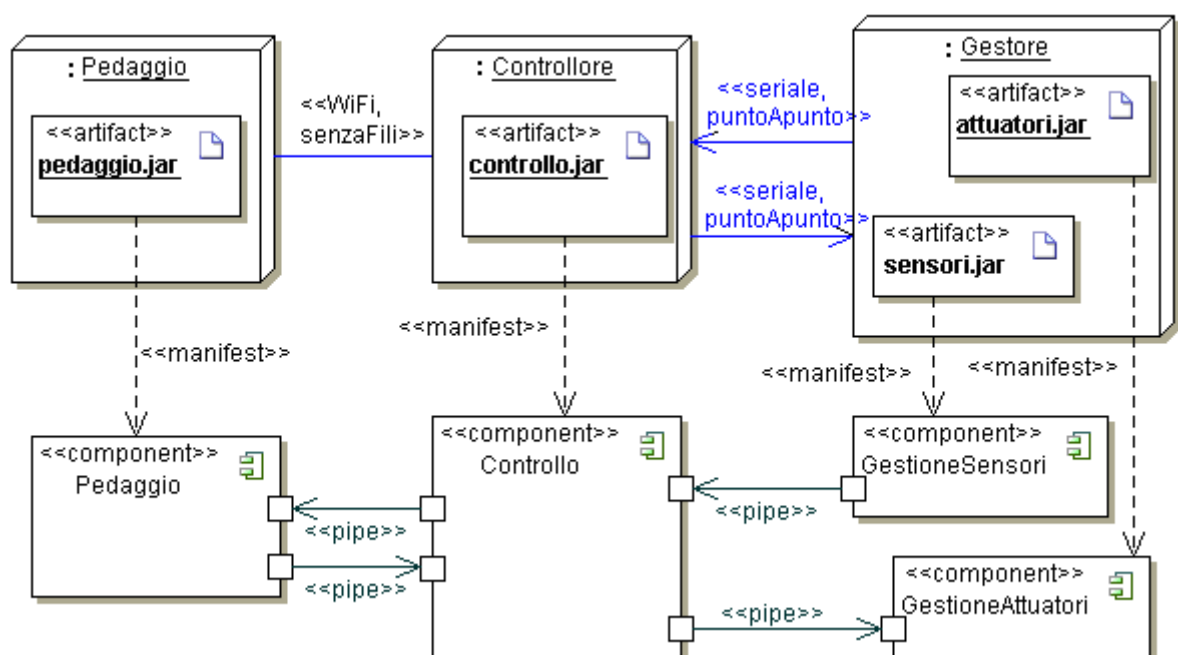 : Pedaggio
<<artifact>>
pedaggio.jar
<<WiFi,
senzaFili>>
: Controllore
<<artifact>>
controllo.jar
<<seriale,
puntoApunto>>
<<seriale,
puntoApunto>>
: Gestore
<<artifact>>
attuatori.jar
<<artifact>>
sensori.jar
<<manifest>>
<<manifest>>
<<manifest>>
<<manifest>>
<<component>>
Pedaggio
<<pipe>>
<<pipe>>
<<component>>
Controllo
<<pipe>>
<<pipe>>
<<component>>
GestioneSensori
<<component>>
GestioneAttuatori